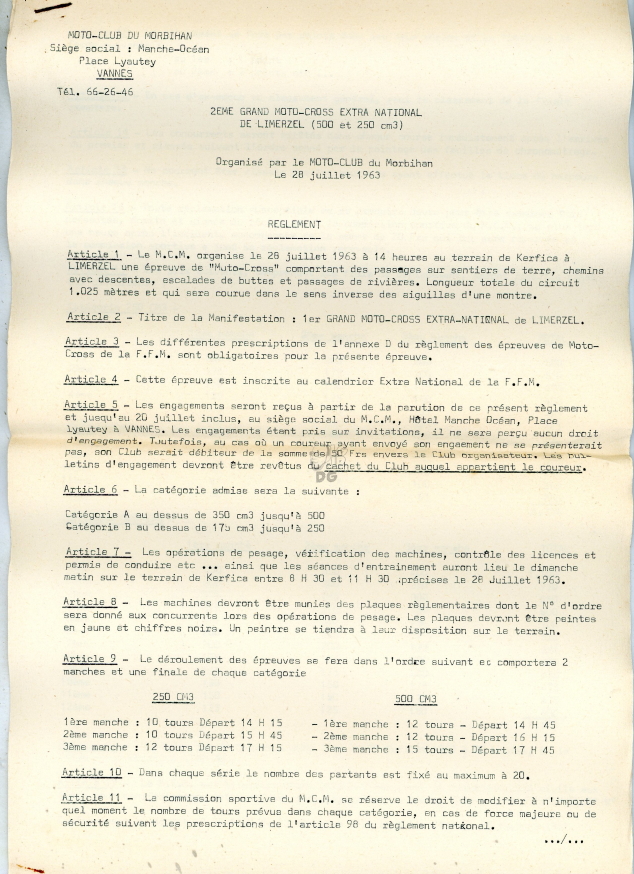 MOTO-CLUB DU MORBIHAN
Siège social : Manche-Océan
Place Lyautey
VANNES
Tél. 66-26-46
2EME GRAND MOTO-CROSS EXTRA NATIONAL
DE LIMERZEL (500 et 250 cm3)
Organisé par le MOTO-CLUB du Morbihan
Le 28 juillet 1963
REGLEMENT
Article 1 - Le M.C.M. organise le 28 juillet 1963 à 14 heures au terrain de Kerfica à
LIMERZEL une épreuve de "Moto-Cross" comportant des passages sur sentiers de terre, chemins
avec descentes, escalades de buttes et passages de rivières. Longueur totale du circuit
1.025 mètres et qui sera courue dans le sens inverse des aiguilles d'une montre.
Article 2 - Titre de la Manifestation : 1er GRAND MOTO-CROSS EXTRA-NATIONAL de LIMERZEL.
Article 3 - Les différentes prescriptions de l'annexe D du règlement des épreuves de Moto-
Cross de la F.F.M. sont obligatoires pour la présente épreuve.
Article 4 - Cette épreuve est inscrite au calendrier Extra National de la F.F.M.
Article 5 - Les engagements seront reçus à partir de la parution de ce présent règlement
et jusqu'au 20 juillet inclus, au siège social du M.C.M., Hôtel Manche Océan, Place
Lyautey à VANNES. Les engagements étant pris sur invitations, il ne sera perçu aucun droit
d'engagement. Toutefois, au cas où un coureur ayant envoyé son engaement ne se présenterait
pas, son Club serait débiteur de la somme de 50 Frs envers le Club organisateur. Les bul-
letins d'engagement devront être revêtus du cachet du Club auquel appartient le coureur.
DG
Article 6 - La catégorie admise sera la suivante :
Catégorie A au dessus de 350 cm3 jusqu'à 500
Catégorie B au dessus de 175 cm3 jusqu'à 250
Article 7 - Les opérations de pesage, vérification des machines, contrôle des licences et
permis de conduire etc ... ainai que les séances d'entrainement auront lieu le dimanche
matin sur le terrain de Kerfica entre 8 H 30 et 11 H 30 précises le 28 Juillet 1963.
Article 8 - Les machines devront être munies des plaques règlementaires dont le N° d'ordre
sera donné aux concurrents lors des opérations de pesage. Les plaques devront être peintes
en jaune et chiffres noirs. Un peintre se tiendra à leur disposition sur le terrain.
Article 9 - Le déroulement des épreuves se fera dans l'ordre suivant et comportera 2
manches et une finale de chaque catégorie
250 CM3 500 CM3
1ère manche : 10 tours Départ 14 H 15 - 1ère manche : 12 tours - Départ 14 H 45
2ème manche : 10 tours Départ 15 H 45 - 2ème manche : 12 tours - Départ 16 H 15
3ème manche : 12 tours Départ 17 H 15 - 3ème manche : 15 tours - Départ 17 H 45
Article 10 - Dans chaque série le nombre des partants est fixé au maximum à 20.
Article 11 - La commission sportive du M.C.M. se réserve le droit de modifier à n'importe
quel moment le nombre de tours prévus dans chaque catégorie, en cas de force majeure ou de
sécurité suivant les prescriptions de l'article 98 du règlement national.
.../...